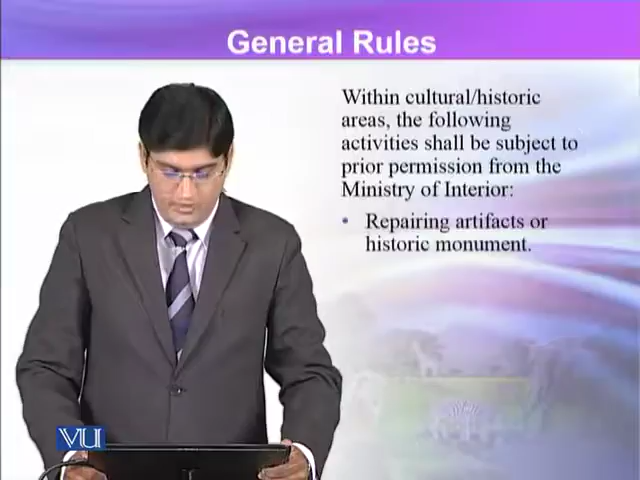 General Rules
Within cultural/historic
areas, the following
activities shall be subject to
prior permission from the
Ministry of Interior:
• Repairing artifacts or
historic monument.
VU